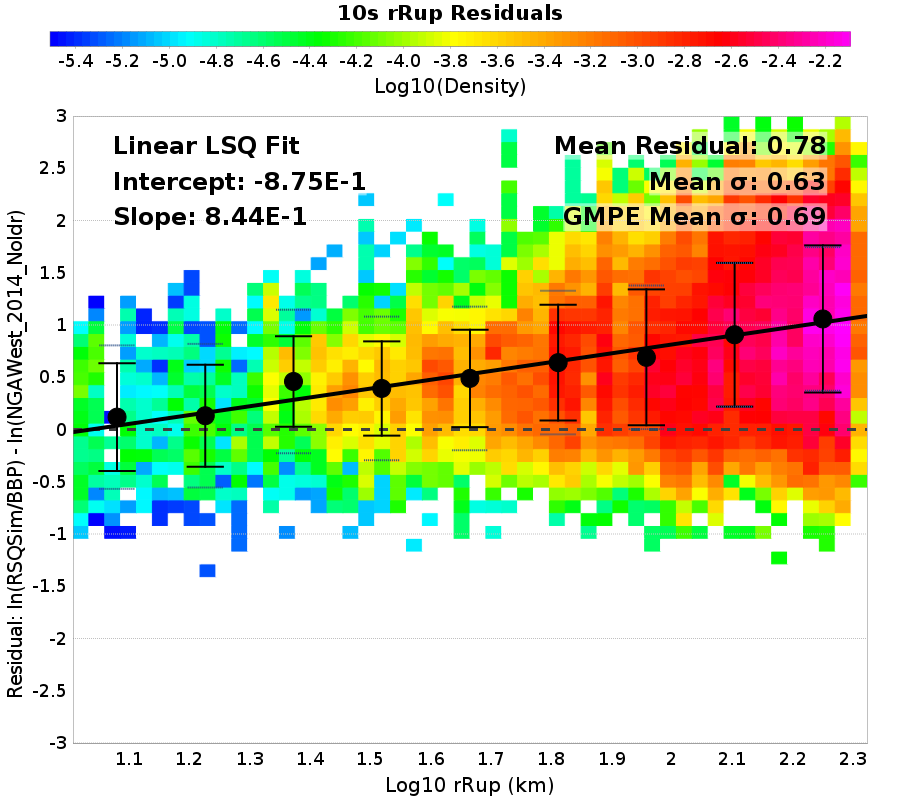 10s rRup Residuals
-5.4 -5.2 -5.0 -4.8 -4.6 -4.4 -4.2 -4.0 -3.8 -3.6 -3.4 -3.2 -3.0 -2.8 -2.6 -2.4 -2.2
Log10(Density)
Linear LSQ Fit
Intercept: -8.75E-1
Slope: 8.44E-1
Mean Residual: 0.78
Mean σ: 0.63
GMPE Mean σ: 0.69
Residual: ln(RSQSim/BBP) - ln(NGAWest_2014_NoIdr)
3
2.5
2
1.5
1
0.5
0
-0.5
-1
-1.5
-2
-2.5
-3
1.1 1.2 1.3 1.4 1.5 1.6 1.7 1.8 1.9 2 2.1 2.2 2.3
Log10 rRup (km)